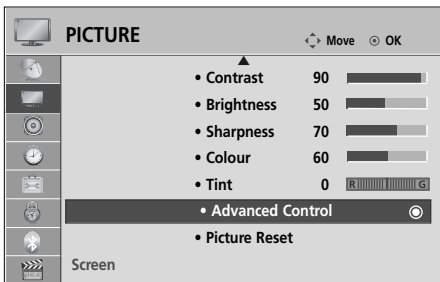 PICTURE
Move OK
• Contrast 90
• Brightness 50
• Sharpness 70
• Colour 60
• Tint 0 R G
• Advanced Control
• Picture Reset
Screen